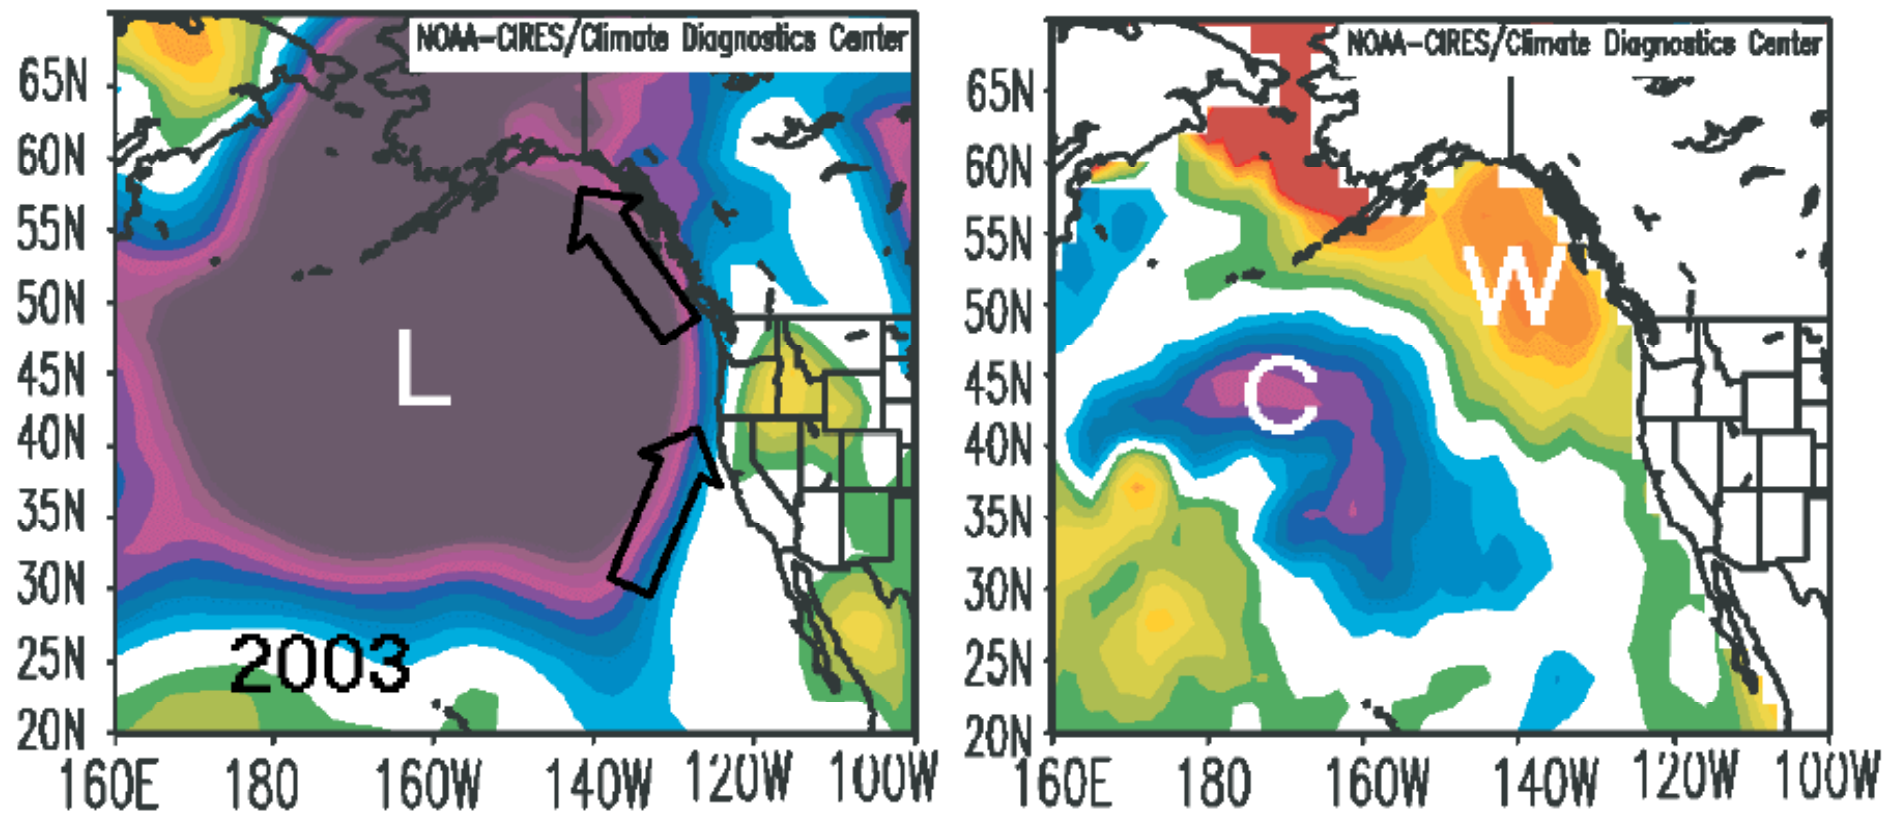 NOAA-CIRES/Climate Diagnostics Center
65N
60N
55N
50N
45N
40N
35N
30N
25N
20N
L
2003
160E 180 160W 140W 120W 100W
NOAA-CIRES/Climate Diagnostics Center
65N
60N
55N
50N
45N
40N
35N
30N
25N
20N
W
C
160E 180 160W 140W 120W 100W